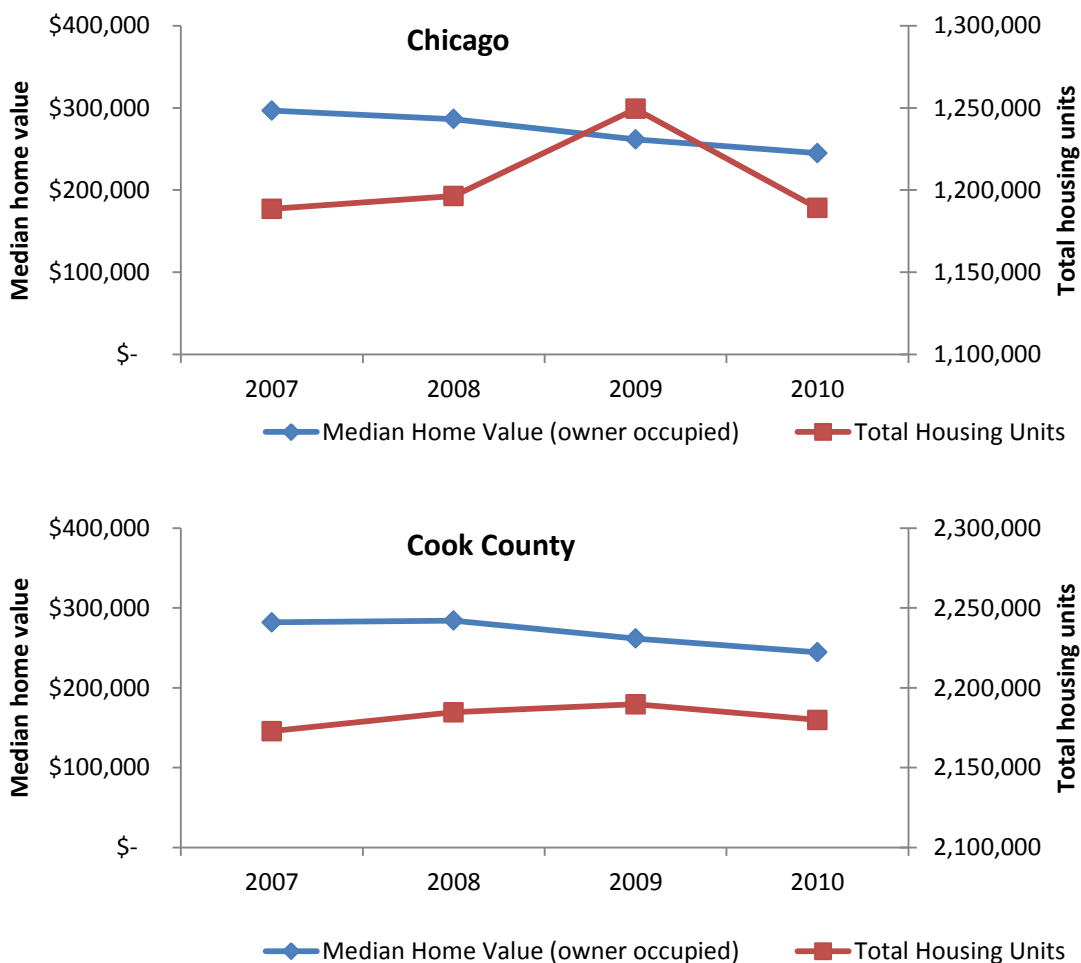 Chicago
Median home value
$400,000
$300,000
$200,000
$100,000
$-
1,300,000
1,250,000
1,200,000
1,150,000
1,100,000
Total housing units
2007 2008 2009 2010
Median Home Value (owner occupied) Total Housing Units
Cook County
Median home value
$400,000
$300,000
$200,000
$100,000
$-
2,300,000
2,250,000
2,200,000
2,150,000
2,100,000
Total housing units
2007 2008 2009 2010
Median Home Value (owner occupied) Total Housing Units